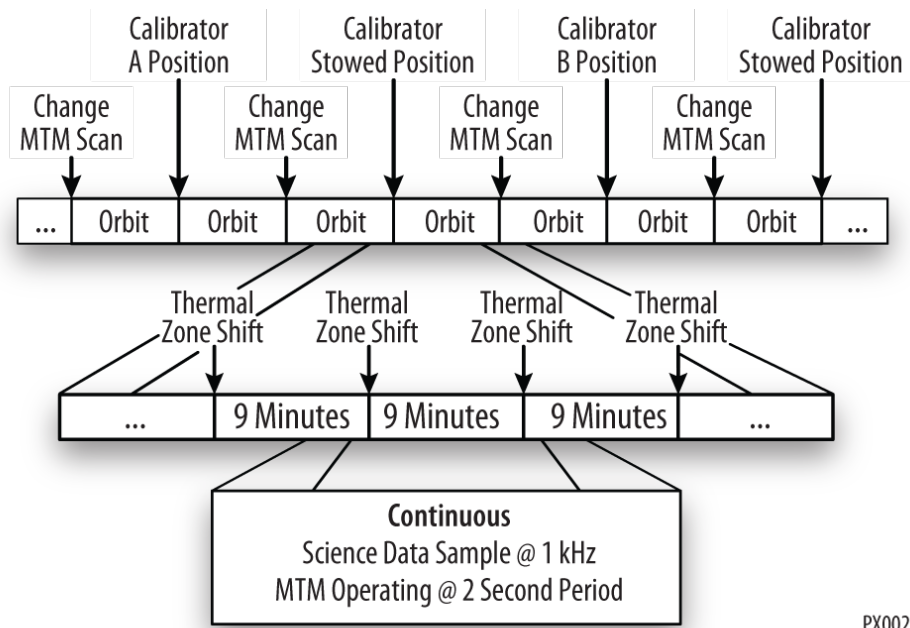 Calibrator
A Position
Calibrator
Stowed Position
Calibrator
B Position
Calibrator
Stowed Position
Change
MTM Scan
Change
MTM Scan
Change
MTM Scan
Change
MTM Scan
... Orbit Orbit Orbit Orbit Orbit Orbit Orbit ...
Thermal
Zone Shift
Thermal
Zone Shift
Thermal
Zone Shift
Thermal
Zone Shift
... 9 Minutes 9 Minutes 9 Minutes ...
Continuous
Science Data Sample @ 1 kHz
MTM Operating @ 2 Second Period
PX002